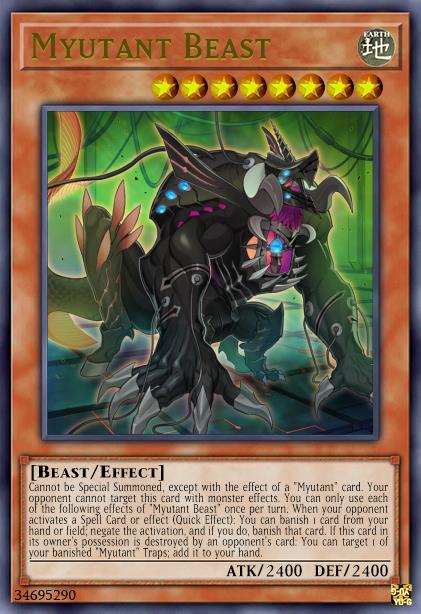 Myutant Beast
EARTH
地
[Beast/Effect]
Cannot be Special Summoned, except with the effect of a "Myutant" card. Your
opponent cannot target this card with monster effects. You can only use each
of the following effects of "Myutant Beast" once per turn. When your opponent
activates a Spell Card or effect (Quick Effect): You can banish 1 card from your
hand or field; negate the activation, and if you do, banish that card. If this card
in its owner's possession is destroyed by an opponent's card: You can target 1 of
your banished "Myutant" Traps; add it to your hand.
ATK/2400 DEF/2400
34695290